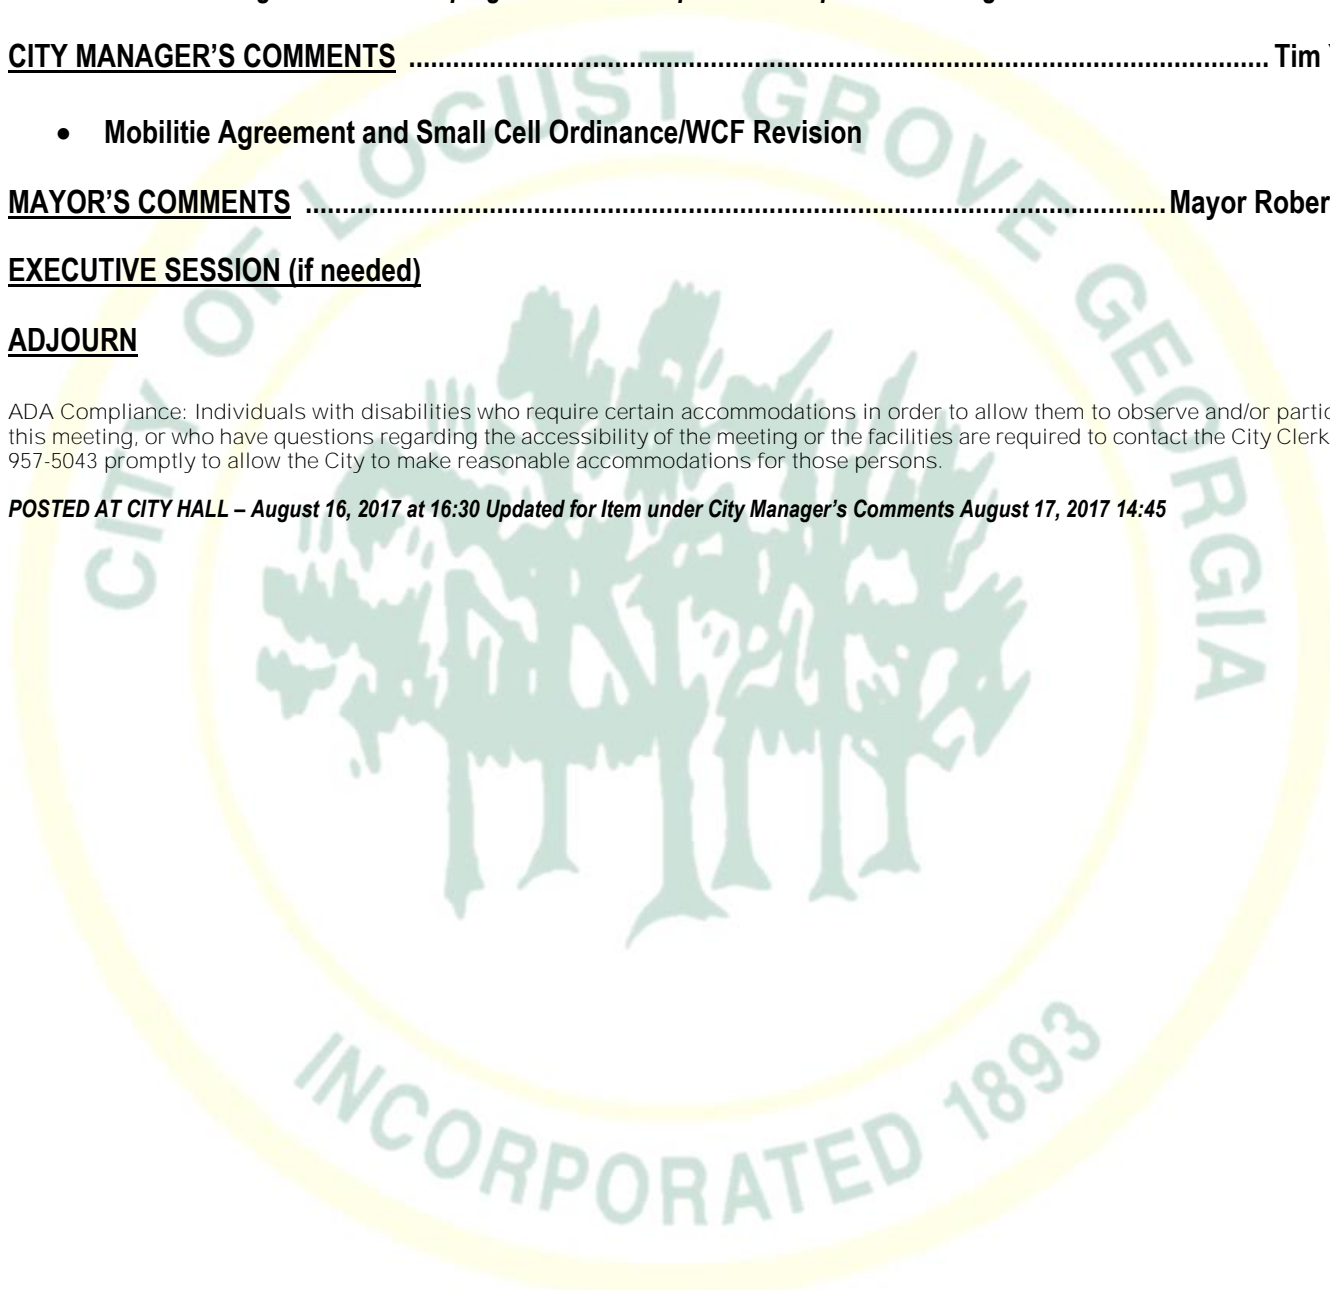 CITY MANAGER'S COMMENTS ........................................................................................................................ Tim
• Mobilitie Agreement and Small Cell Ordinance/WCF Revision
MAYOR'S COMMENTS ........................................................................................................................ Mayor Rober
EXECUTIVE SESSION (if needed)
ADJOURN
ADA Compliance: Individuals with disabilities who require certain accommodations in order to allow them to observe and/or partic
this meeting, or who have questions regarding the accessibility of the meeting or the facilities are required to contact the City Clerk
957-5043 promptly to allow the City to make reasonable accommodations for those persons.
POSTED AT CITY HALL – August 16, 2017 at 16:30 Updated for Item under City Manager's Comments August 17, 2017 14:45
CITY OF LOCUST GROVE GEORGIA
INCORPORATED 1893